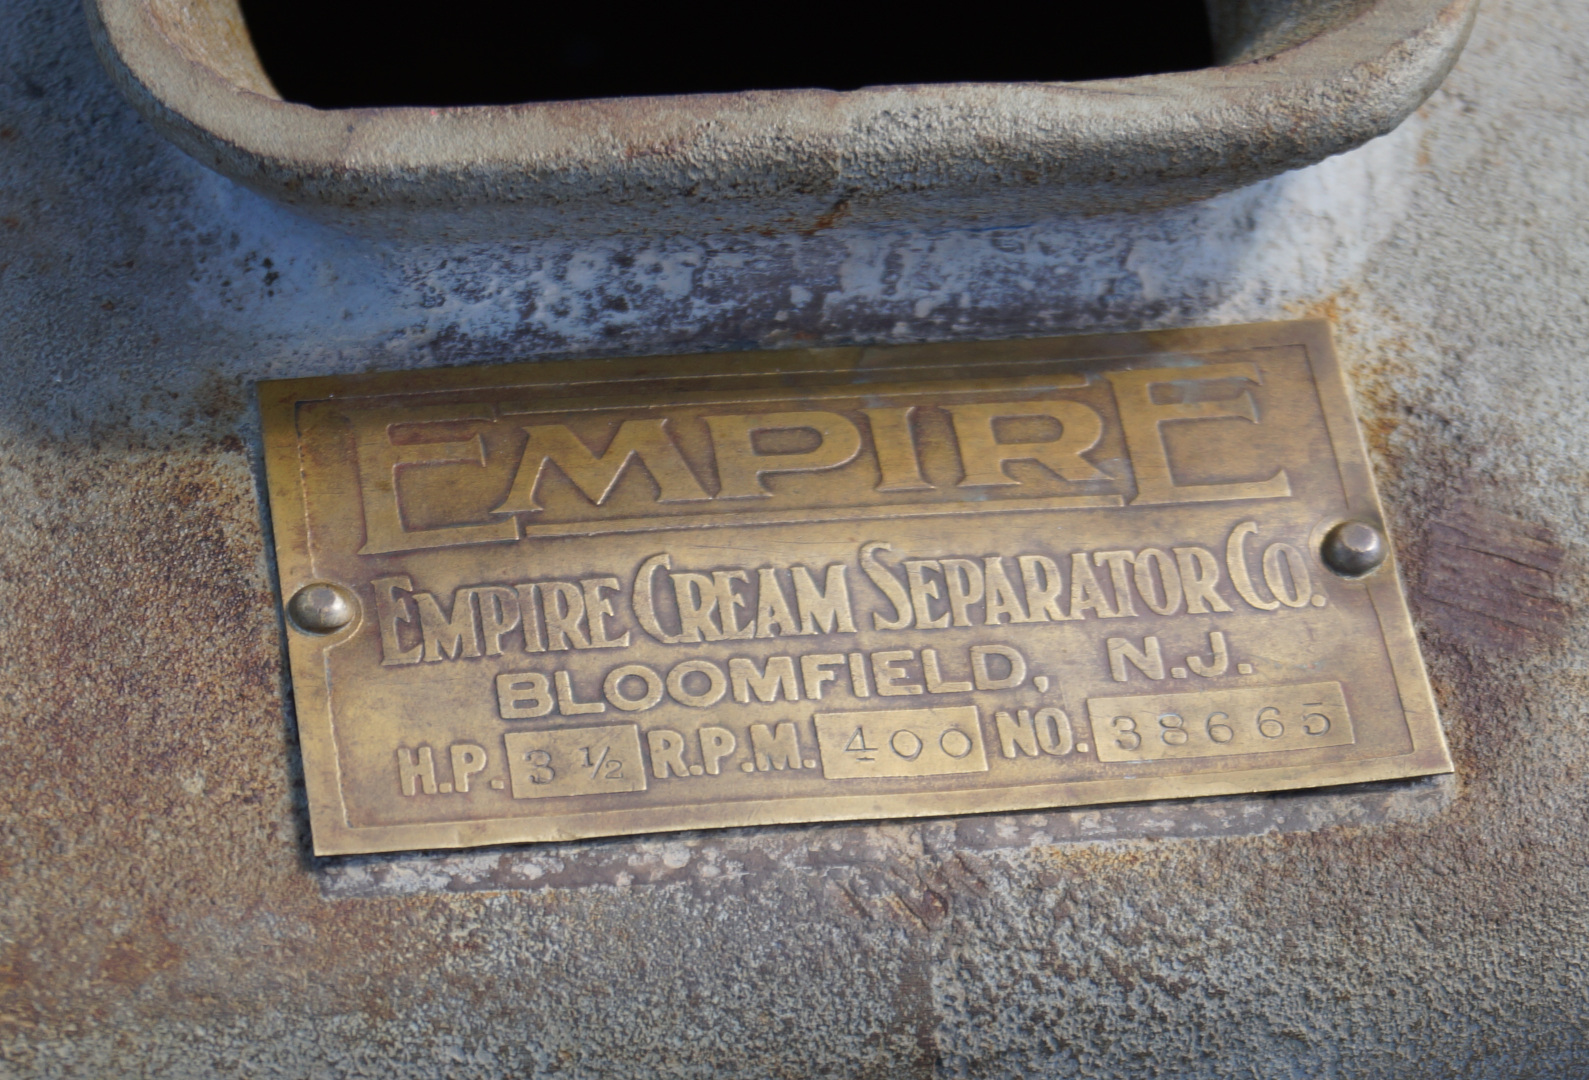 EMPIRE
EMPIRE CREAM SEPARATOR CO.
BLOOMFIELD, N.J.
H.P. 3 ½ R.P.M. 400 NO. 38665